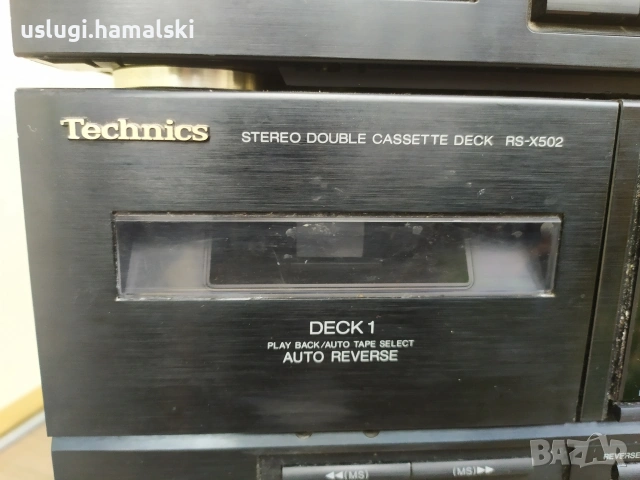 uslugi.hamalski
Technics STEREO DOUBLE CASSETTE DECK RS-X502
DECK 1
PLAY BACK/AUTO TAPE SELECT
AUTO REVERSE
◀◀(MS) (MS)▶▶ REVERSE
BAZAR